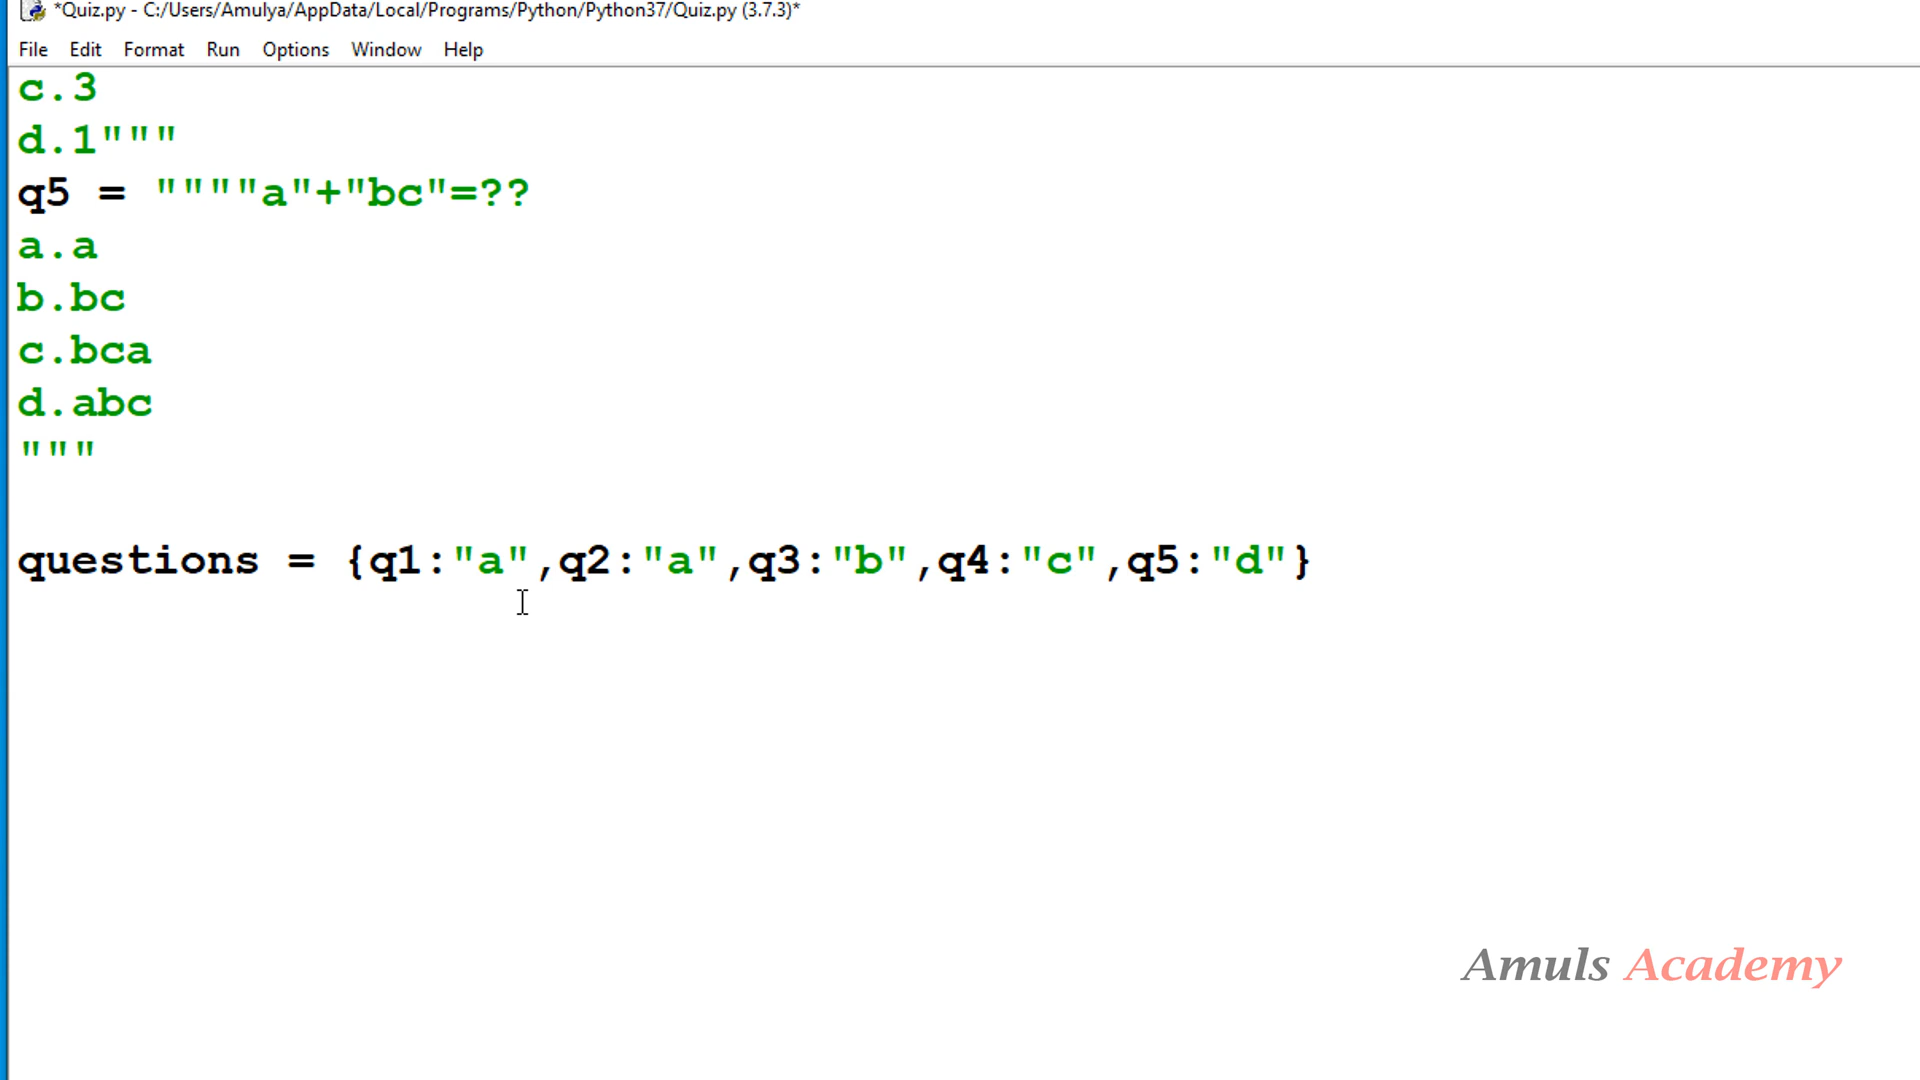 *Quiz.py - C:/Users/Amulya/AppData/Local/Programs/Python/Python37/Quiz.py (3.7.3)*
File Edit Format Run Options Window Help
c.3
d.1"""
q5 = """"a"+"bc"=??
a.a
b.bc
c.bca
d.abc
"""
questions = {q1:"a",q2:"a",q3:"b",q4:"c",q5:"d"}
Amuls Academy